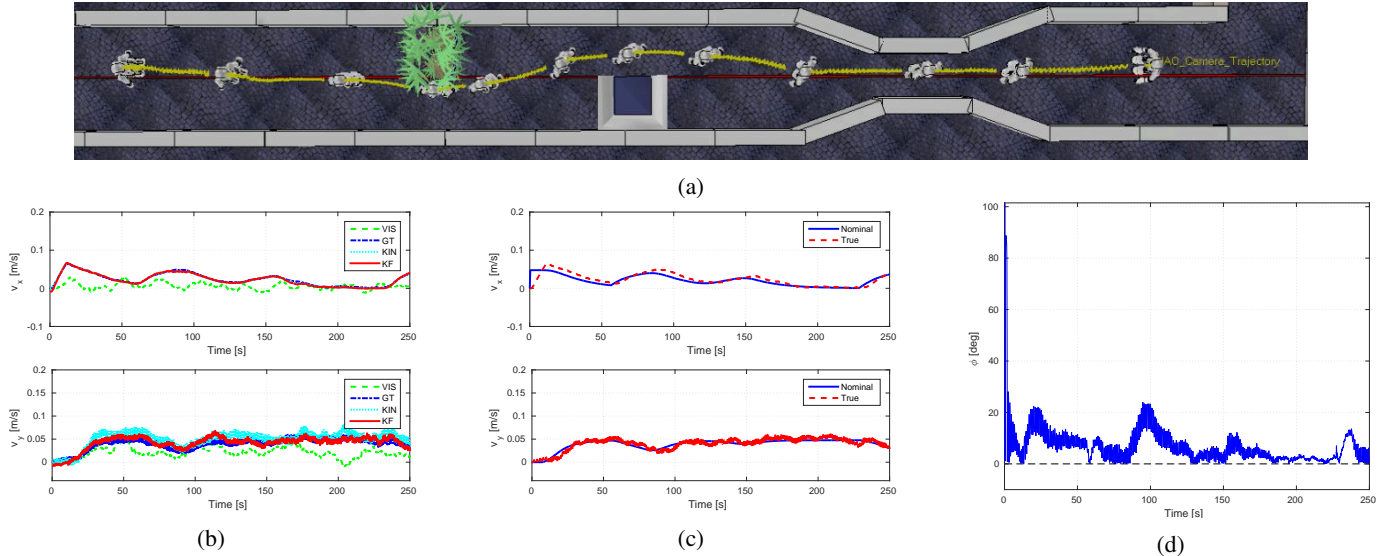 AO_Camera_Trajectory
(a)
0.2
0.1
0
-0.1
v_x [m/s]
0 50 100 150 200 250
Time [s]
VIS
GT
KIN
KF
0.2
0.15
0.1
0.05
0
v_y [m/s]
0 50 100 150 200 250
Time [s]
VIS
GT
KIN
KF
(b)
0.2
0.1
0
-0.1
v_x [m/s]
0 50 100 150 200 250
Time [s]
Nominal
True
0.2
0.15
0.1
0.05
0
v_y [m/s]
0 50 100 150 200 250
Time [s]
Nominal
True
(c)
100
80
60
40
20
0
ϕ [deg]
0 50 100 150 200 250
Time [s]
(d)